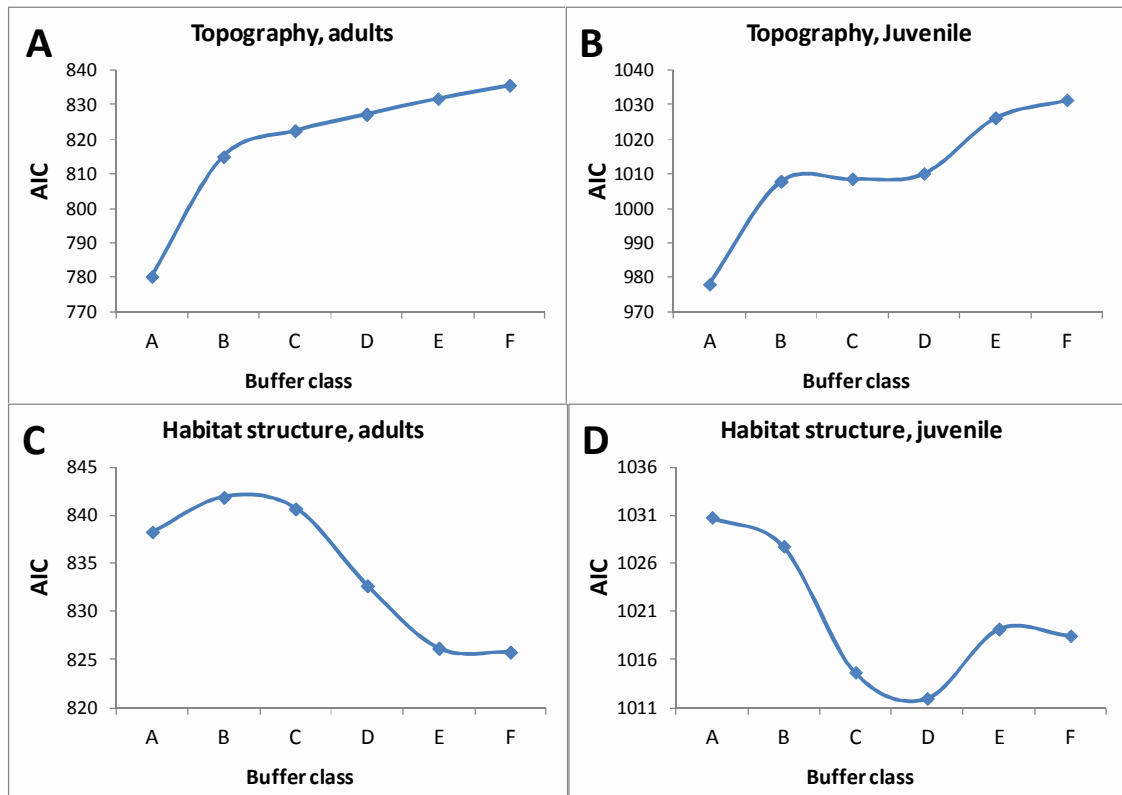 A
Topography, adults
840
830
820
810
800
790
780
770
AIC
A B C D E F
Buffer class
B
Topography, Juvenile
1040
1030
1020
1010
1000
990
980
970
AIC
A B C D E F
Buffer class
C
Habitat structure, adults
845
840
835
830
825
820
AIC
A B C D E F
Buffer class
D
Habitat structure, juvenile
1036
1031
1026
1021
1016
1011
AIC
A B C D E F
Buffer class